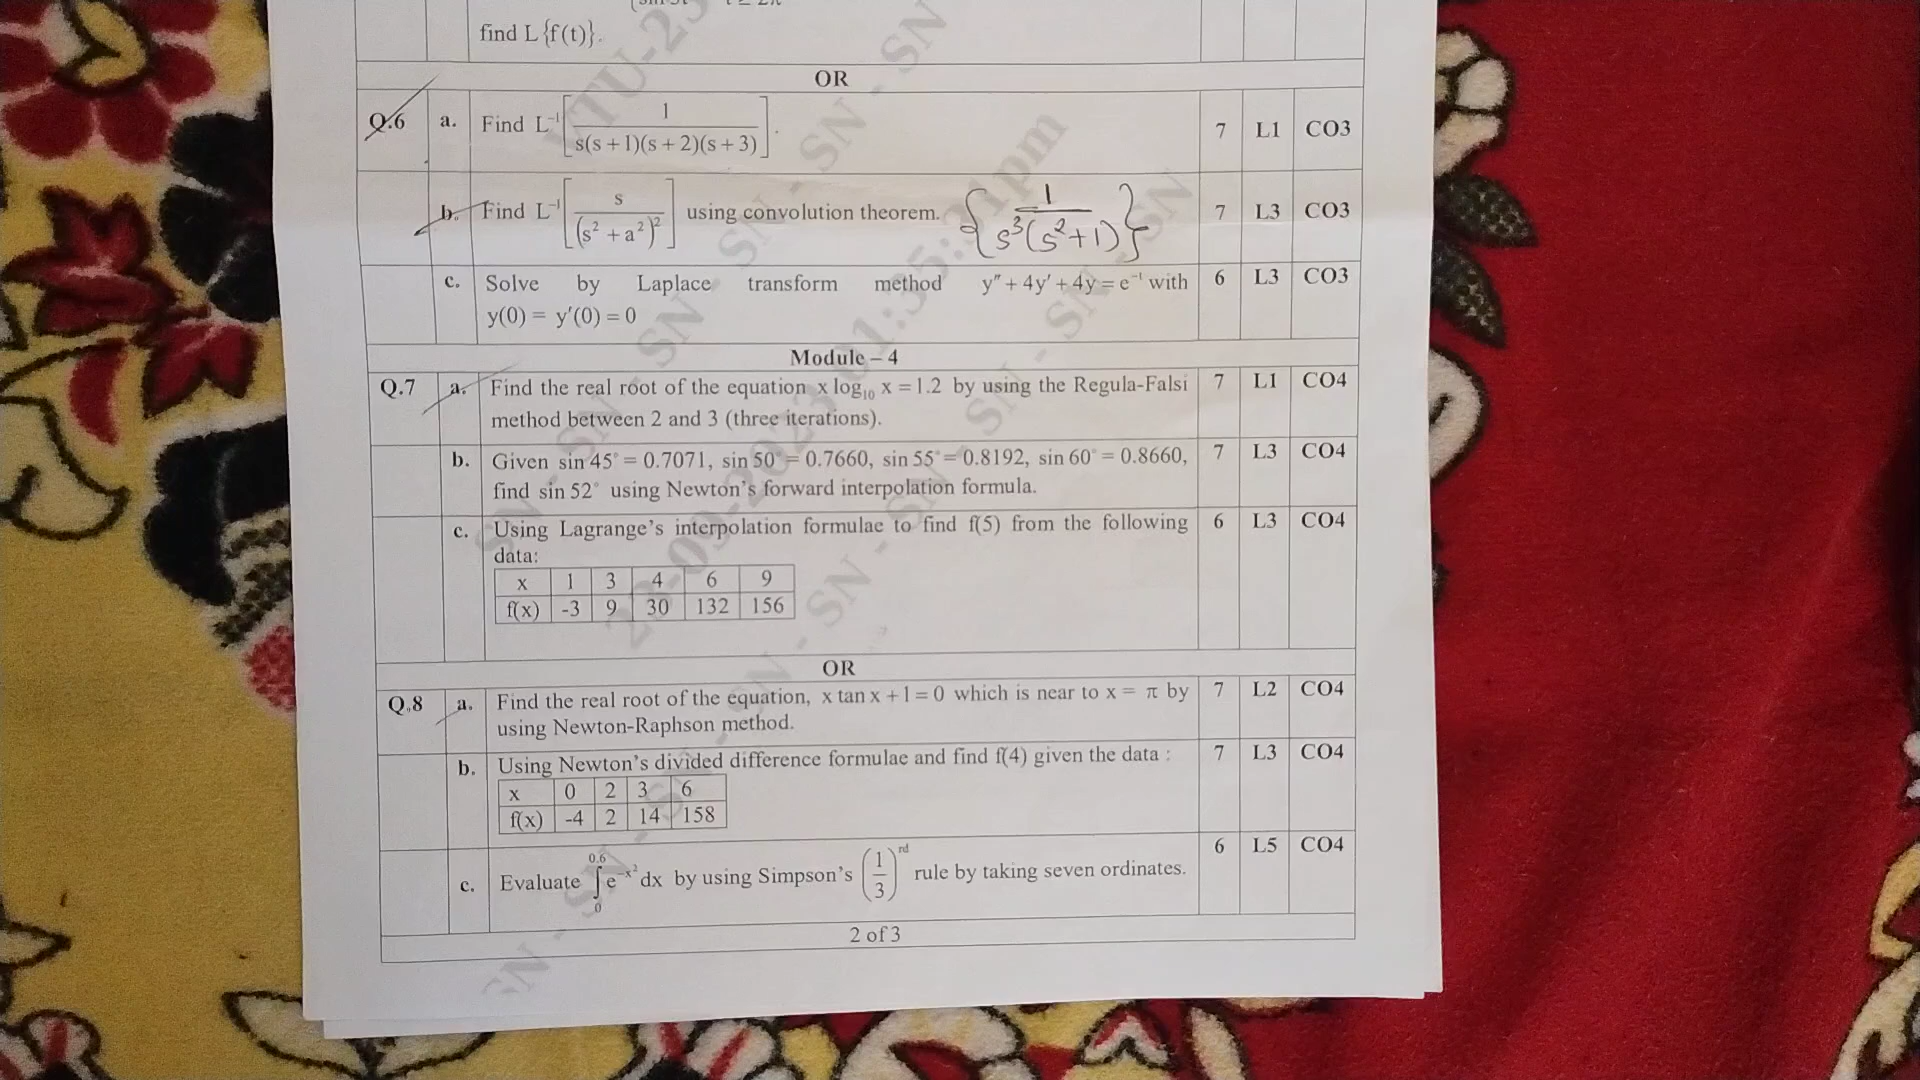 find L{f(t)}.
OR
Q.6 a. Find L⁻¹[1 / s(s+1)(s+2)(s+3)]. 7 L1 CO3
b. Find L⁻¹[s / (s² + a²)²] using convolution theorem. {1 / s³(s²+1)} 7 L3 CO3
c. Solve by Laplace transform method y″ + 4y′ + 4y = e⁻ᵗ with 6 L3 CO3
y(0) = y′(0) = 0
Module – 4
Q.7 a. Find the real root of the equation x log₁₀ x = 1.2 by using the Regula-Falsi 7 L1 CO4
method between 2 and 3 (three iterations).
b. Given sin 45° = 0.7071, sin 50° = 0.7660, sin 55° = 0.8192, sin 60° = 0.8660, 7 L3 CO4
find sin 52° using Newton's forward interpolation formula.
c. Using Lagrange's interpolation formulae to find f(5) from the following 6 L3 CO4
data:
x 1 3 4 6 9
f(x) -3 9 30 132 156
OR
Q.8 a. Find the real root of the equation, x tan x + 1 = 0 which is near to x = π by 7 L2 CO4
using Newton-Raphson method.
b. Using Newton's divided difference formulae and find f(4) given the data : 7 L3 CO4
x 0 2 3 6
f(x) -4 2 14 158
c. Evaluate ∫₀^0.6 e^(-x²) dx by using Simpson's (1/3)^rd rule by taking seven ordinates. 6 L5 CO4
2 of 3